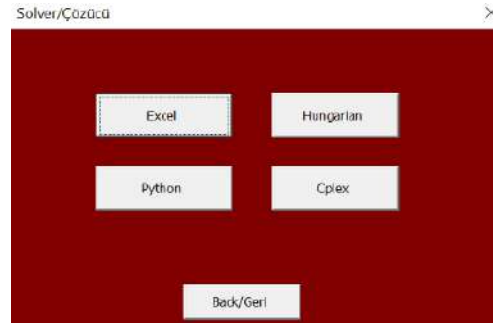 Solver/Çözücü
Excel
Hungarian
Python
Cplex
Back/Geri